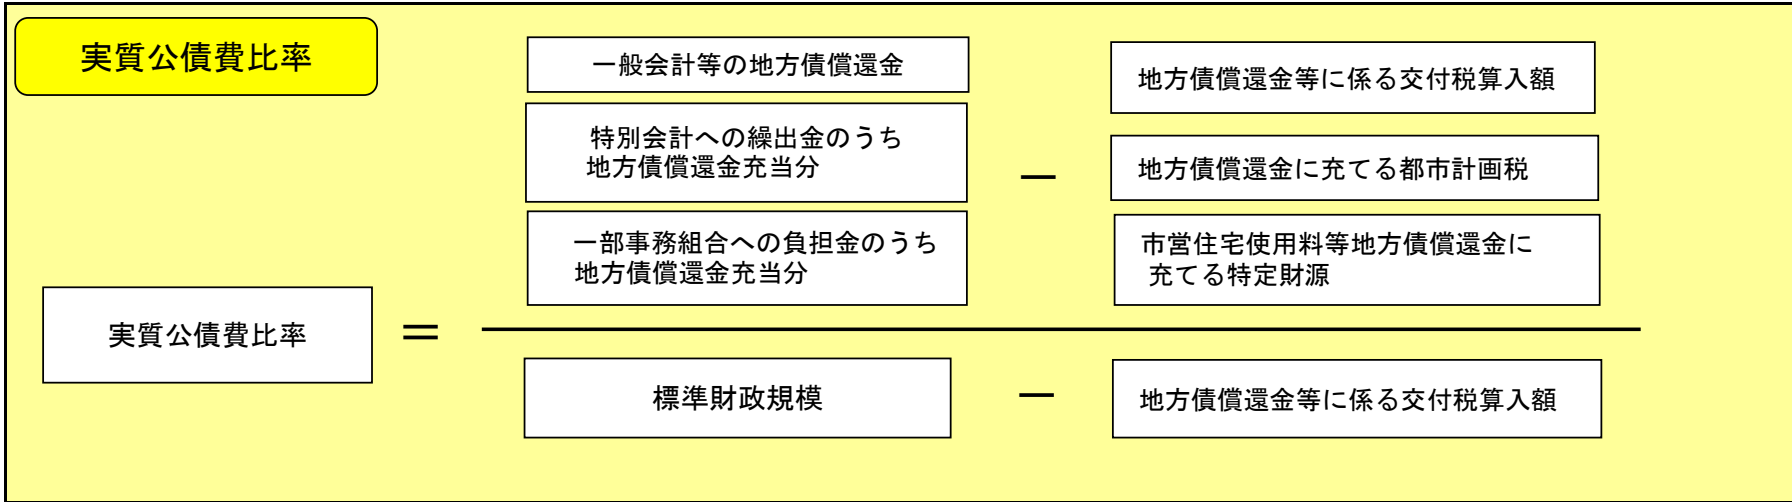 実質公債費比率
一般会計等の地方債償還金
特別会計への繰出金のうち
地方債償還金充当分
一部事務組合への負担金のうち
地方債償還金充当分
－
地方債償還金等に係る交付税算入額
地方債償還金に充てる都市計画税
市営住宅使用料等地方債償還金に
充てる特定財源
実質公債費比率
＝
標準財政規模
－
地方債償還金等に係る交付税算入額